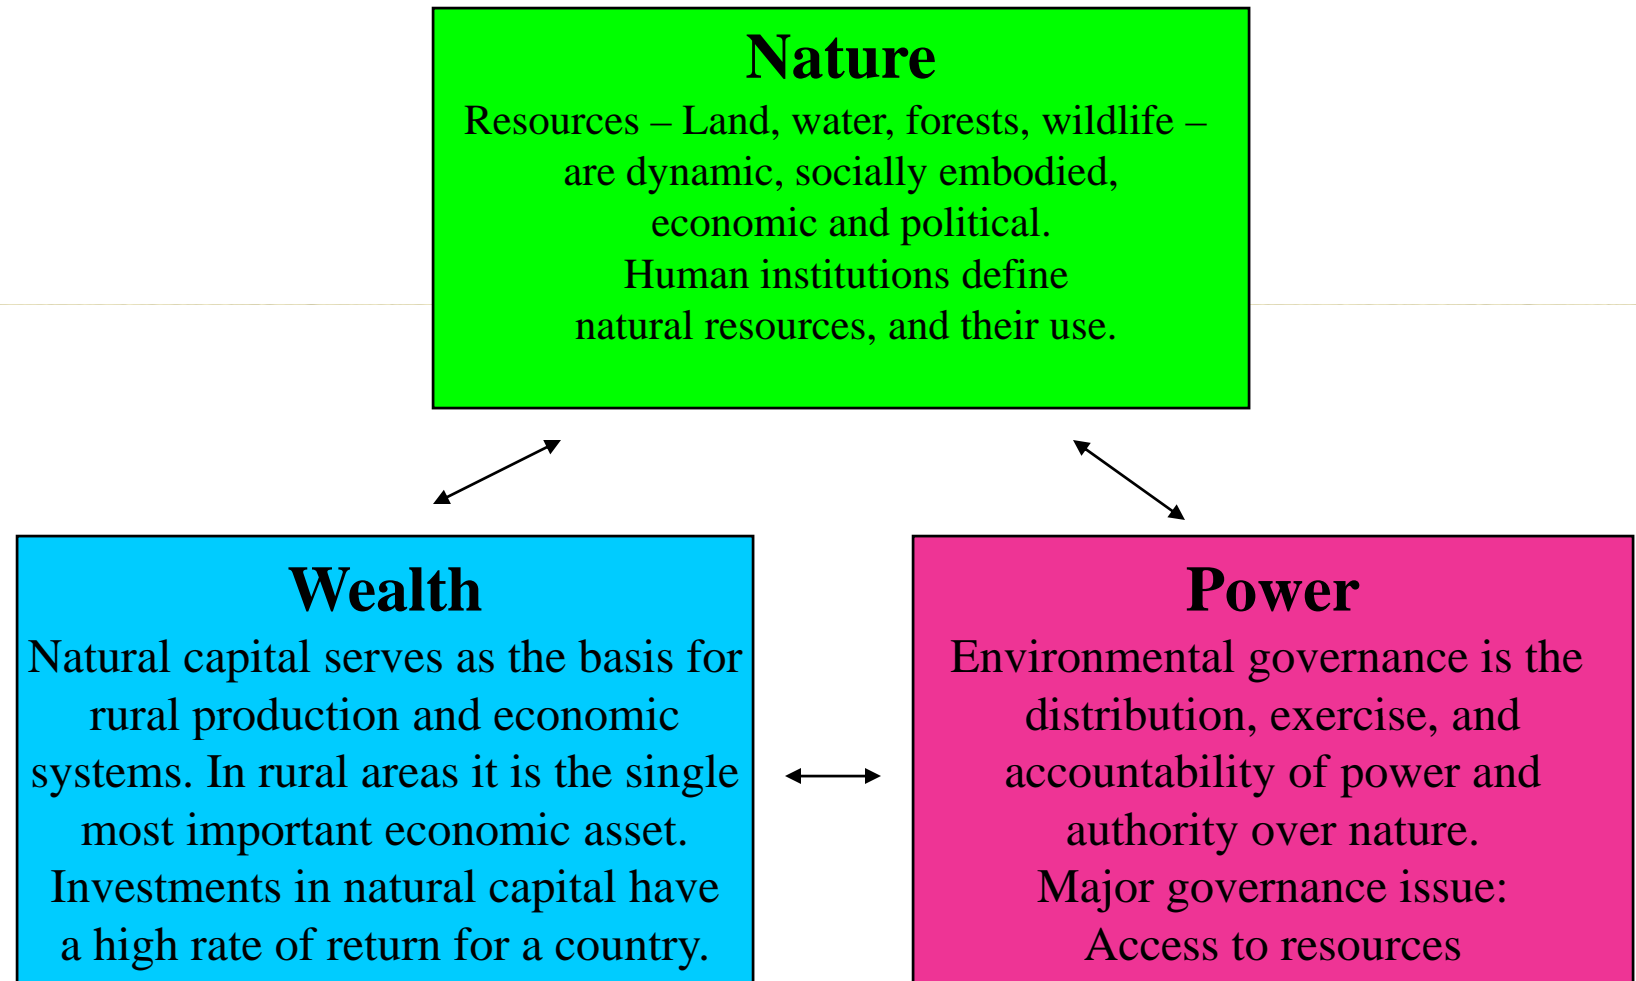 Nature
Resources – Land, water, forests, wildlife –
are dynamic, socially embodied,
economic and political.
Human institutions define
natural resources, and their use.
Wealth
Natural capital serves as the basis for
rural production and economic
systems. In rural areas it is the single
most important economic asset.
Investments in natural capital have
a high rate of return for a country.
Power
Environmental governance is the
distribution, exercise, and
accountability of power and
authority over nature.
Major governance issue:
Access to resources